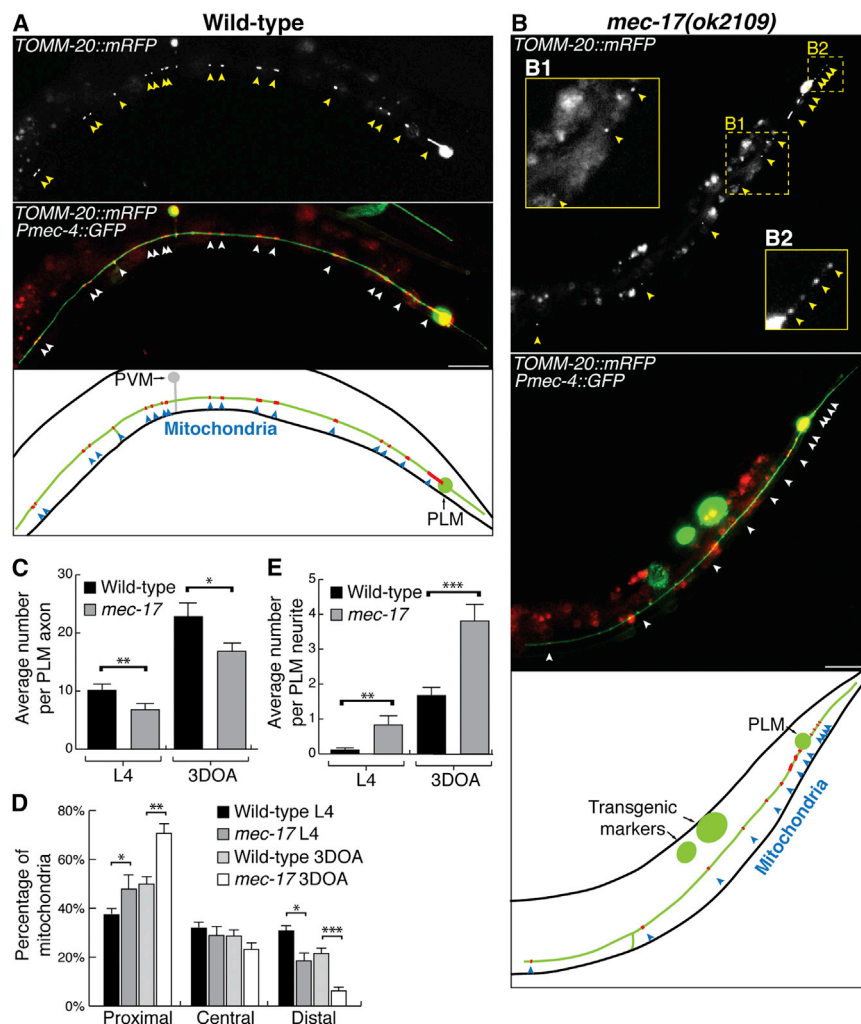 A
Wild-type
TOMM-20::mRFP
TOMM-20::mRFP
Pmec-4::GFP
PVM
Mitochondria
PLM
B
mec-17(ok2109)
TOMM-20::mRFP
B1
B2
B1
B2
TOMM-20::mRFP
Pmec-4::GFP
PLM
Transgenic
markers
Mitochondria
C
Average number
per PLM axon
30
20
10
0
Wild-type
mec-17
**
*
L4
3DOA
E
Average number
per PLM neurite
5
4
3
2
1
0
Wild-type
mec-17
**
***
L4
3DOA
D
Percentage of
mitochondria
80%
60%
40%
20%
0%
Wild-type L4
mec-17 L4
Wild-type 3DOA
mec-17 3DOA
*
**
*
***
Proximal
Central
Distal